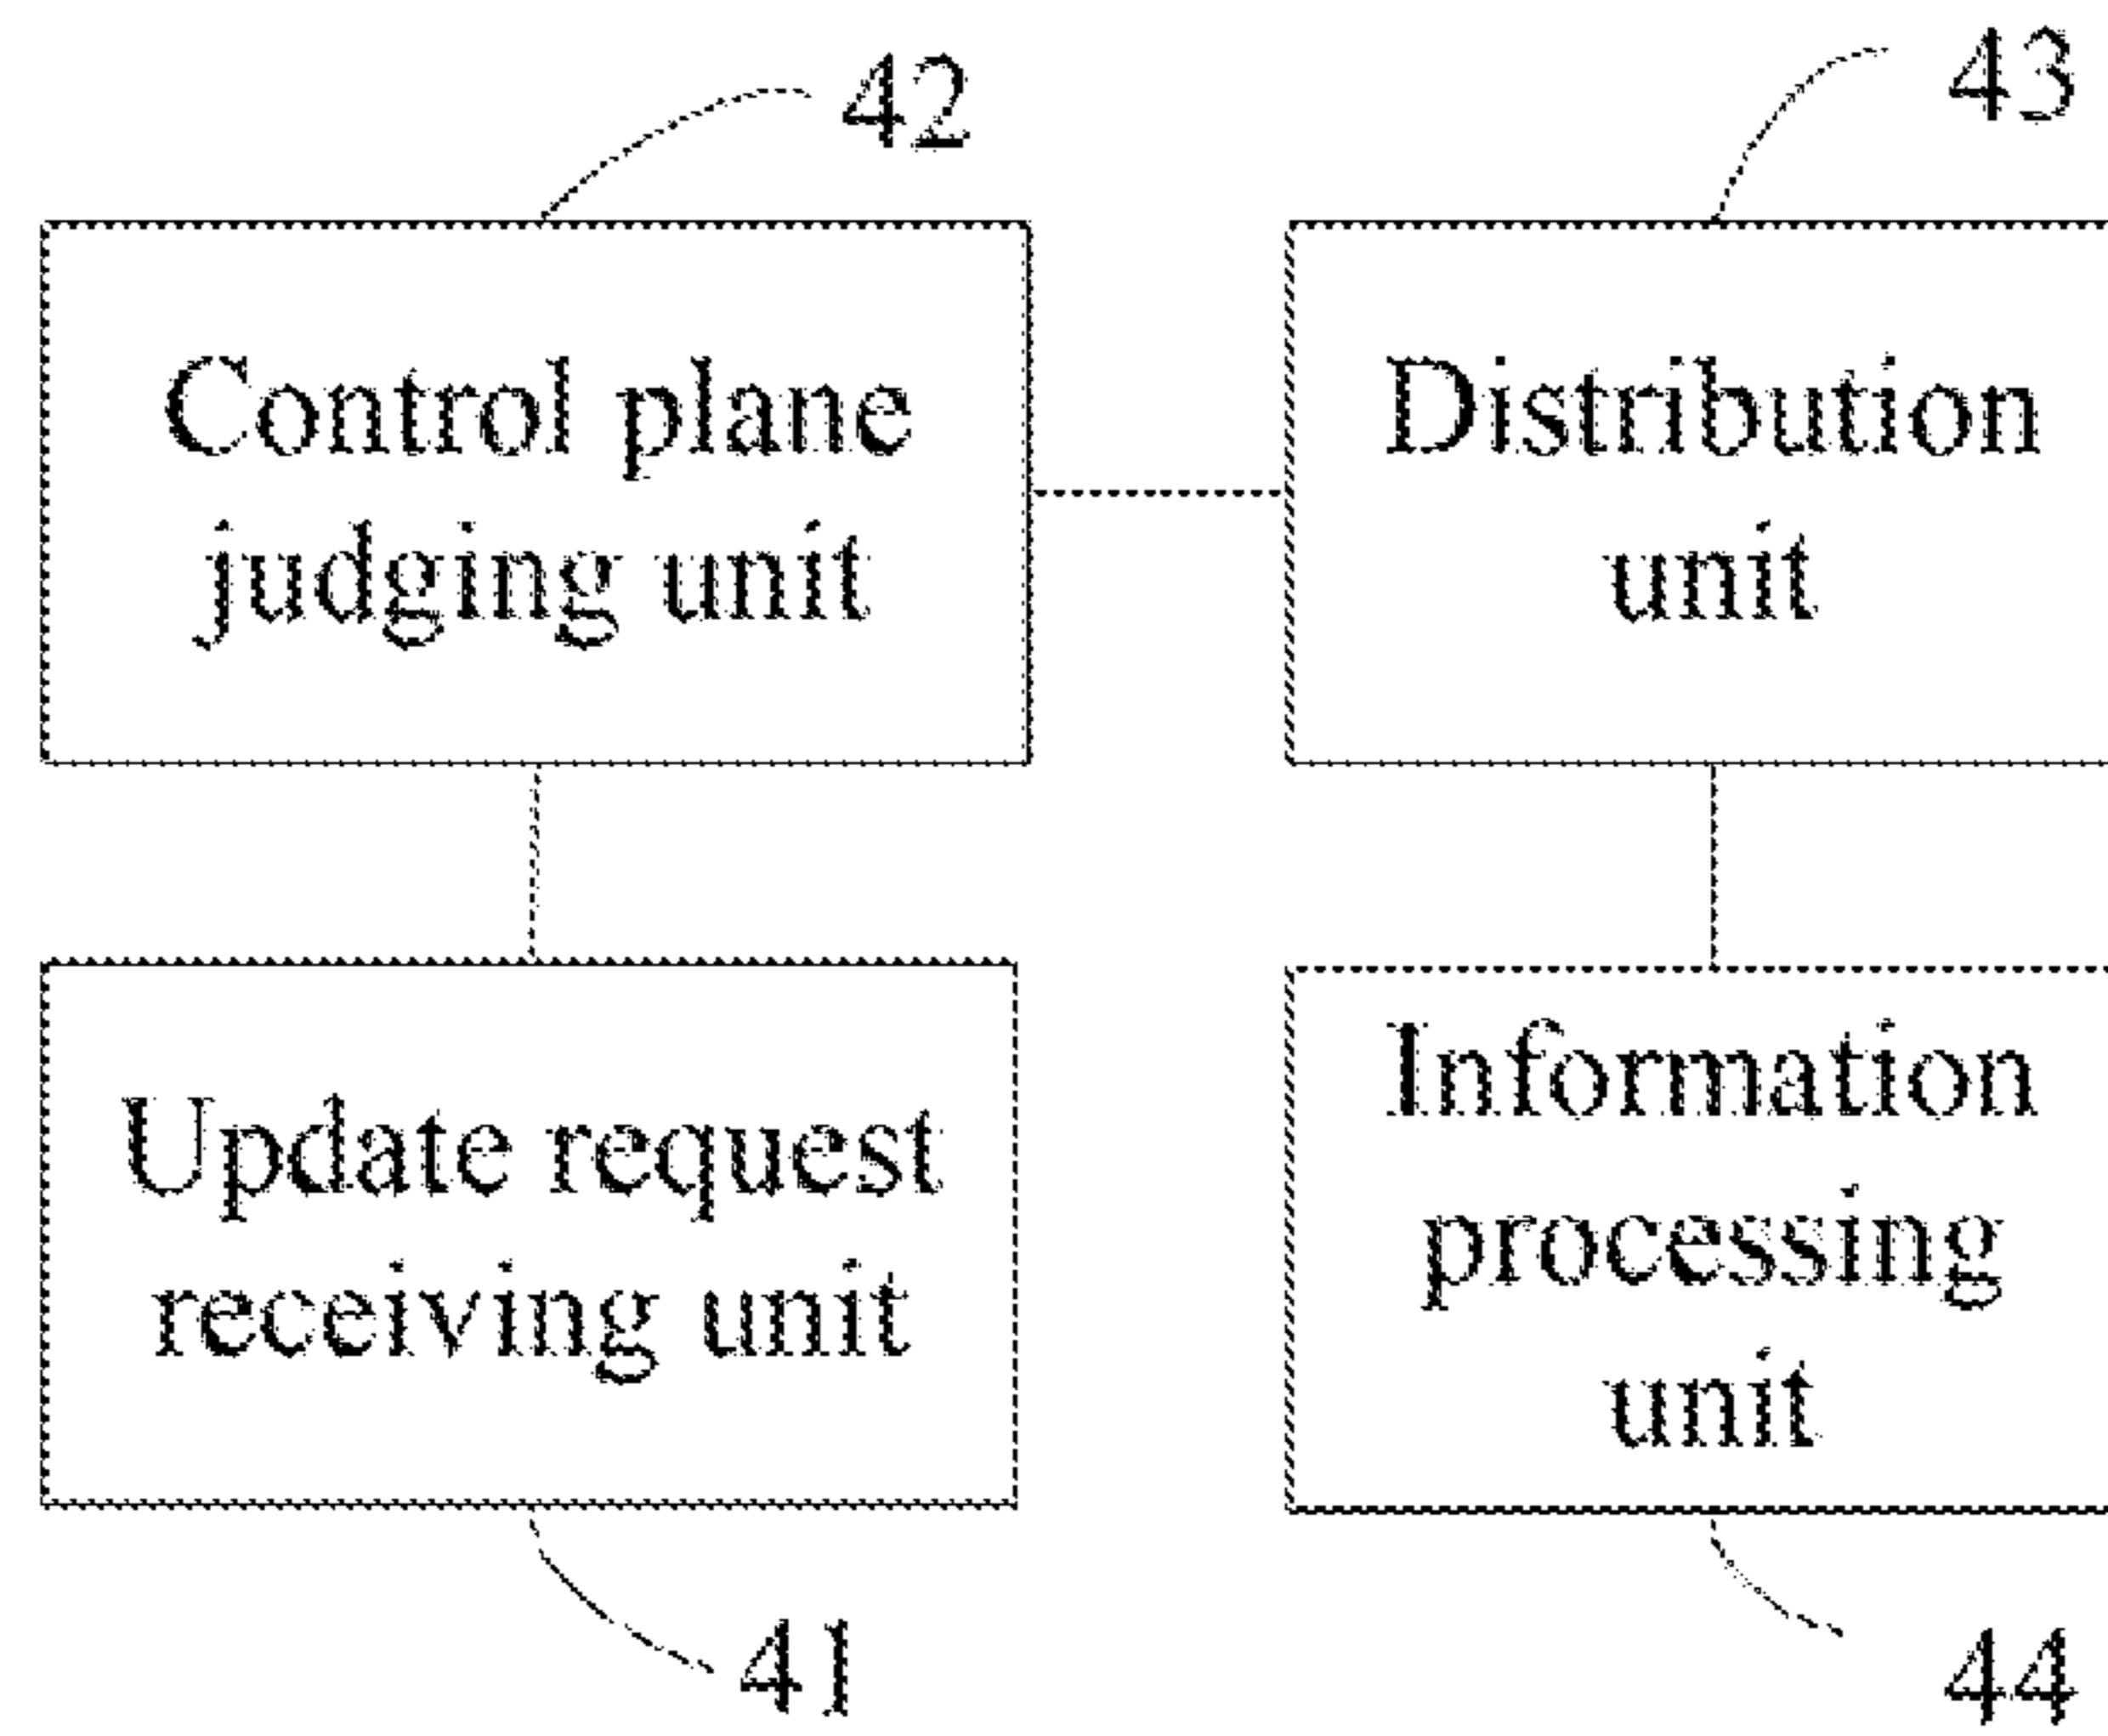 42
43
Control plane
judging unit
Distribution
unit
Update request
receiving unit
Information
processing
unit
41
44